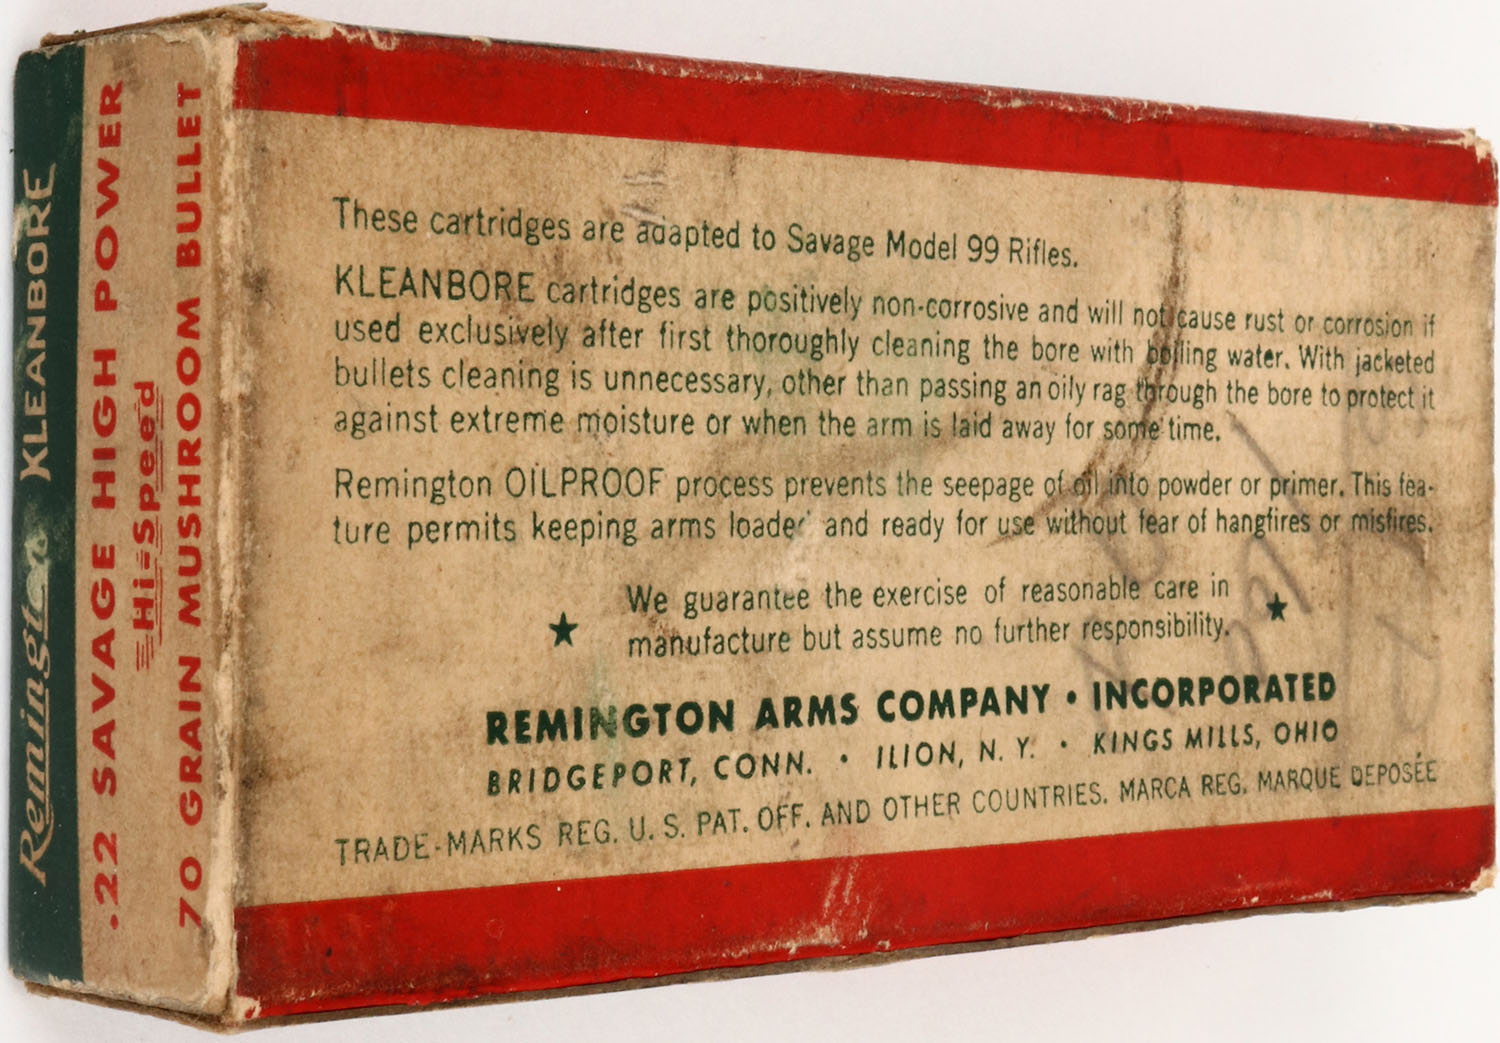 Remington KLEANBORE
.22 SAVAGE HIGH POWER
Hi-Speed
70 GRAIN MUSHROOM BULLET
These cartridges are adapted to Savage Model 99 Rifles.
KLEANBORE cartridges are positively non-corrosive and will not cause rust or corrosion if
used exclusively after first thoroughly cleaning the bore with boiling water. With jacketed
bullets cleaning is unnecessary, other than passing an oily rag through the bore to protect it
against extreme moisture or when the arm is laid away for some time.
Remington OILPROOF process prevents the seepage of oil into powder or primer. This fea-
ture permits keeping arms loaded and ready for use without fear of hangfires or misfires.
We guarantee the exercise of reasonable care in
★ manufacture but assume no further responsibility. ★
REMINGTON ARMS COMPANY • INCORPORATED
BRIDGEPORT, CONN. • ILION, N. Y. • KINGS MILLS, OHIO
TRADE-MARKS REG. U. S. PAT. OFF. AND OTHER COUNTRIES. MARCA REG. MARQUE DEPOSÉE